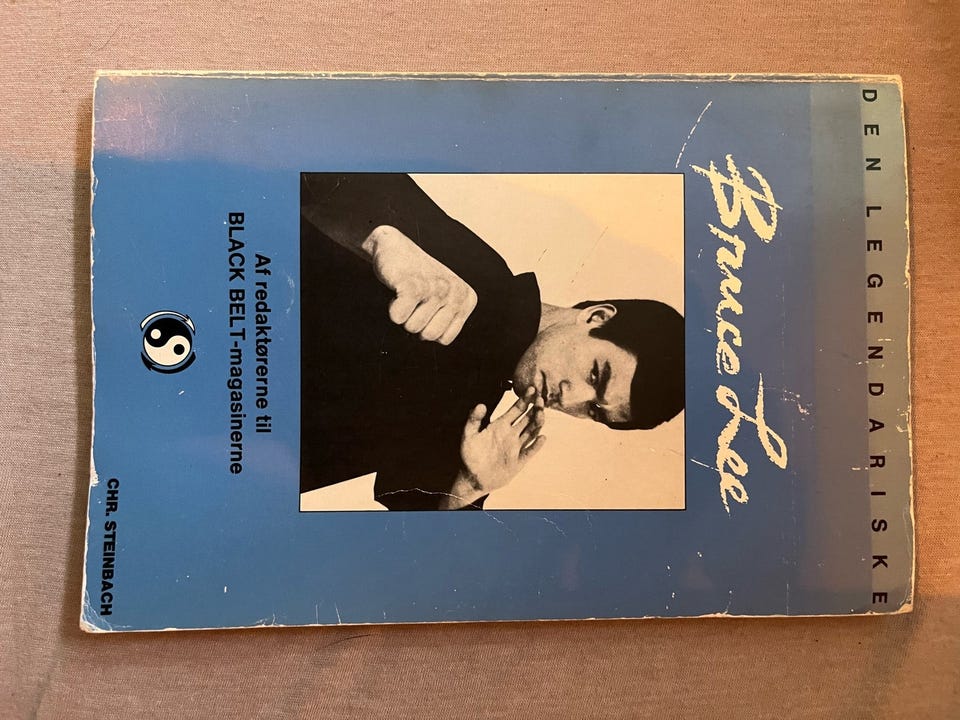 DEN LEGENDARISKE
Bruce Lee
Af redaktørerne til
BLACK BELT-magasinerne
CHR. STEINBACH